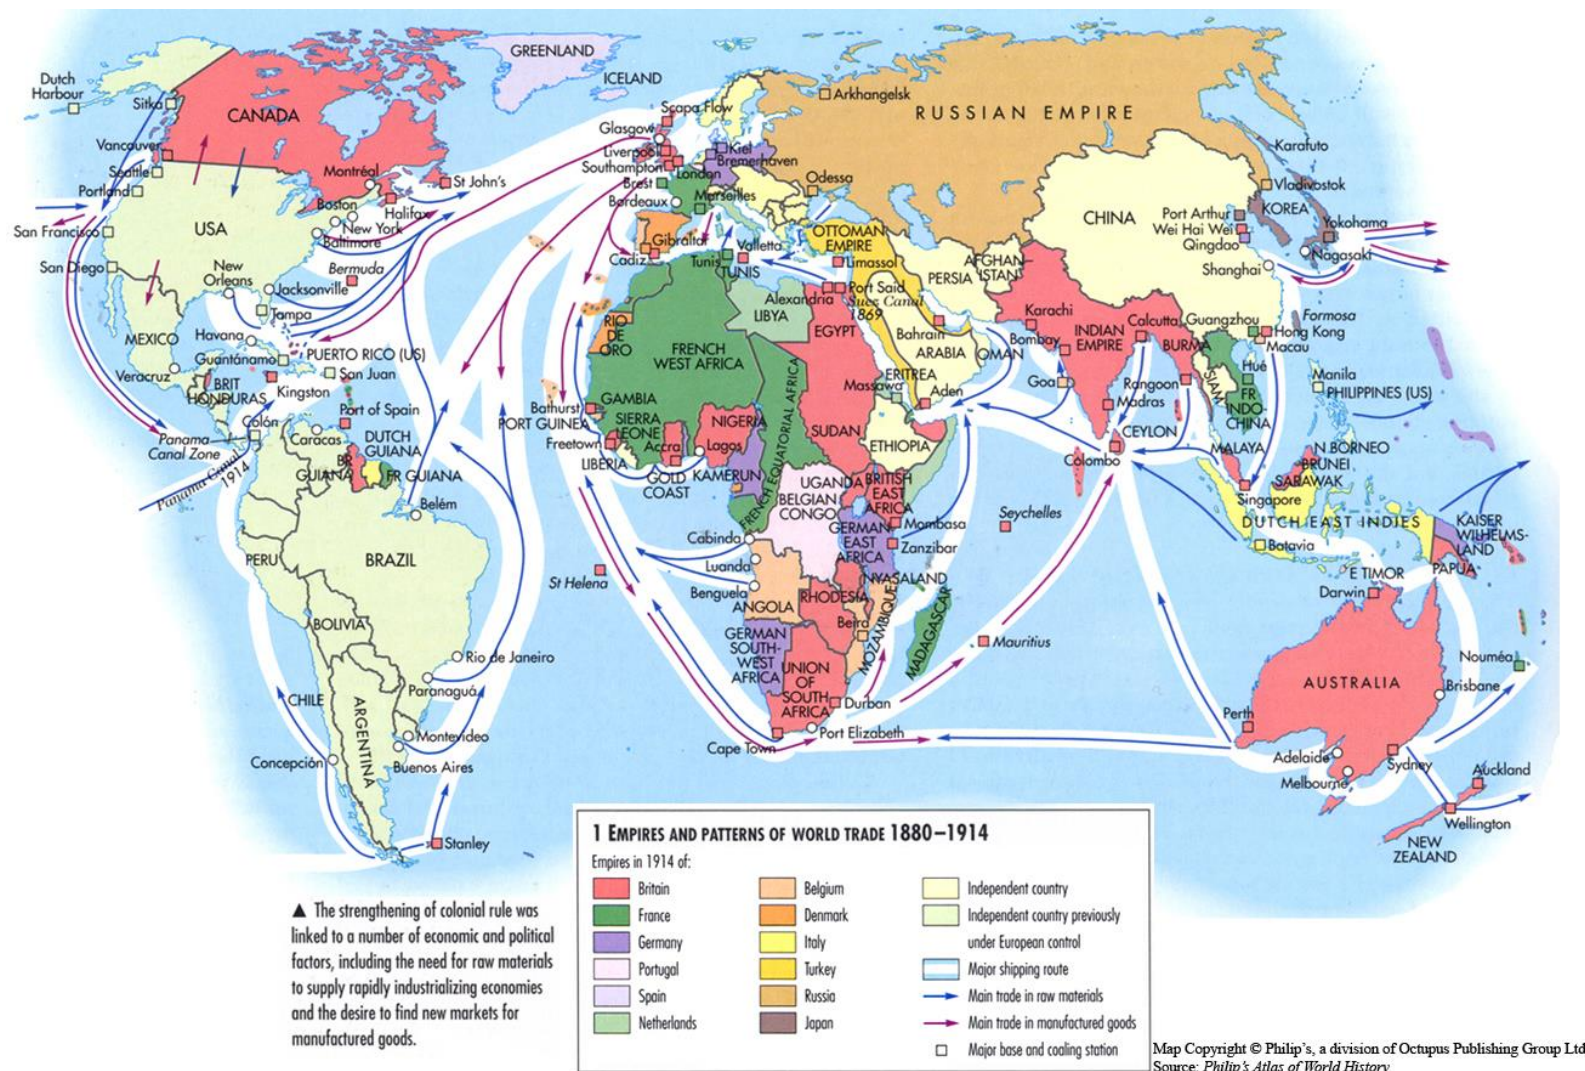 GREENLAND
ICELAND
Dutch
Harbour
Sitka
CANADA
Scapa Flow
Arkhangelsk
RUSSIAN EMPIRE
Glasgow
Vancouver
Liverpool
Kiel
Karafuto
Seattle
Southampton
Bremerhaven
Montréal
London
Portland
St John's
Brest
Odessa
Vladivostok
Boston
Halifax
Bordeaux
Marseilles
CHINA
Port Arthur
KOREA
San Francisco
USA
New York
Wei Hai Wei
Yokohama
Baltimore
OTTOMAN
EMPIRE
Qingdao
Gibraltar
Valletta
AFGHAN-
ISTAN
Nagasaki
San Diego
Bermuda
Cadiz
Tunis
TUNIS
Limassol
PERSIA
Shanghai
New
Orleans
Jacksonville
Port Said
Alexandria
Suez Canal
1869
Tampa
LIBYA
Karachi
Formosa
RIO
DE
ORO
EGYPT
Bahrain
INDIAN
EMPIRE
Calcutta
Guangzhou
Hong Kong
MEXICO
Havana
FRENCH
WEST AFRICA
ARABIA
OMAN
Bombay
BURMA
Macau
Guantánamo
PUERTO RICO (US)
ERITREA
Hué
Veracruz
San Juan
Massawa
Goa
Rangoon
SIAM
FR
INDO-
CHINA
Manila
BRIT
HONDURAS
Kingston
Aden
Madras
PHILIPPINES (US)
GAMBIA
Bathurst
PORT GUINEA
Colón
Port of Spain
SIERRA
LEONE
NIGERIA
SUDAN
ETHIOPIA
CEYLON
Panama
Canal Zone
Caracas
DUTCH
GUIANA
Freetown
Accra
Lagos
MALAYA
N BORNEO
LIBERIA
Colombo
BRUNEI
BR
GUIANA
FR GUIANA
GOLD
COAST
KAMERUN
FRENCH EQUATORIAL AFRICA
UGANDA
BRITISH
EAST
AFRICA
SARAWAK
Panama Canal
1914
BELGIAN
CONGO
Singapore
Belém
Seychelles
DUTCH EAST INDIES
KAISER
WILHELMS-
LAND
Cabinda
GERMAN
EAST
AFRICA
Mombasa
Zanzibar
Batavia
PERU
BRAZIL
Luanda
PAPUA
St Helena
NYASALAND
E TIMOR
Benguela
Darwin
ANGOLA
RHODESIA
BOLIVIA
Beira
MOZAMBIQUE
MADAGASCAR
GERMAN
SOUTH-
WEST
AFRICA
Mauritius
Rio de Janeiro
Nouméa
UNION
OF
SOUTH
AFRICA
AUSTRALIA
Paranaguá
Brisbane
CHILE
ARGENTINA
Durban
Perth
Montevideo
Port Elizabeth
Cape Town
Concepción
Buenos Aires
Adelaide
Sydney
Auckland
Melbourne
Wellington
Stanley
NEW
ZEALAND
1 EMPIRES AND PATTERNS OF WORLD TRADE 1880–1914
Empires in 1914 of:
Britain
France
Germany
Portugal
Spain
Netherlands
Belgium
Denmark
Italy
Turkey
Russia
Japan
Independent country
Independent country previously
under European control
Major shipping route
Main trade in raw materials
Main trade in manufactured goods
Major base and coaling station
▲ The strengthening of colonial rule was
linked to a number of economic and political
factors, including the need for raw materials
to supply rapidly industrializing economies
and the desire to find new markets for
manufactured goods.
Map Copyright © Philip's, a division of Octupus Publishing Group Ltd
Source: Philip's Atlas of World History